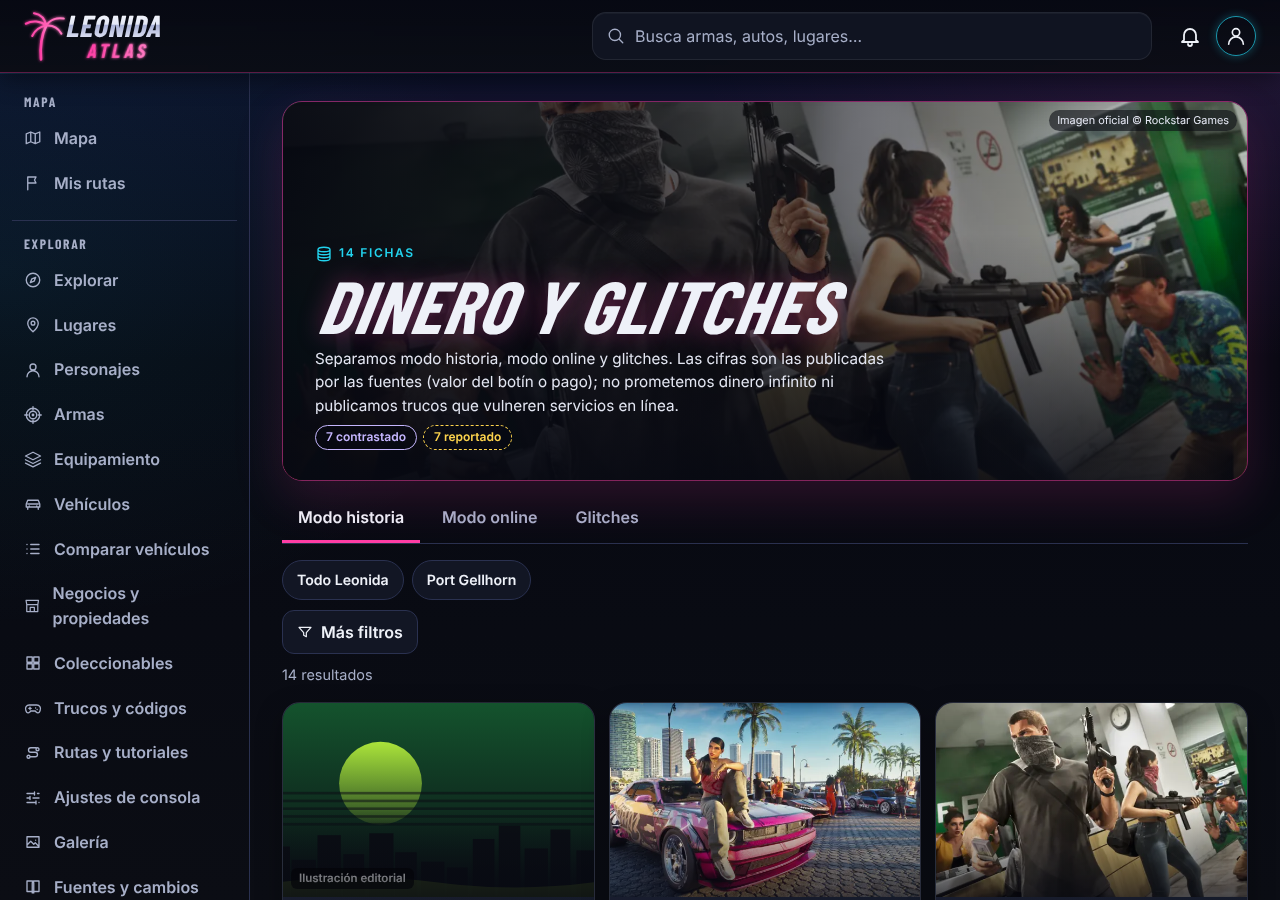 LEONIDA
ATLAS
Busca armas, autos, lugares...
MAPA
Mapa
Mis rutas
EXPLORAR
Explorar
Lugares
Personajes
Armas
Equipamiento
Vehículos
Comparar vehículos
Negocios y
propiedades
Coleccionables
Trucos y códigos
Rutas y tutoriales
Ajustes de consola
Galería
Fuentes y cambios
Imagen oficial © Rockstar Games
14 FICHAS
DINERO Y GLITCHES
Separamos modo historia, modo online y glitches. Las cifras son las publicadas
por las fuentes (valor del botín o pago); no prometemos dinero infinito ni
publicamos trucos que vulneren servicios en línea.
7 contrastado
7 reportado
Modo historia
Modo online
Glitches
Todo Leonida
Port Gellhorn
Más filtros
14 resultados
Ilustración editorial